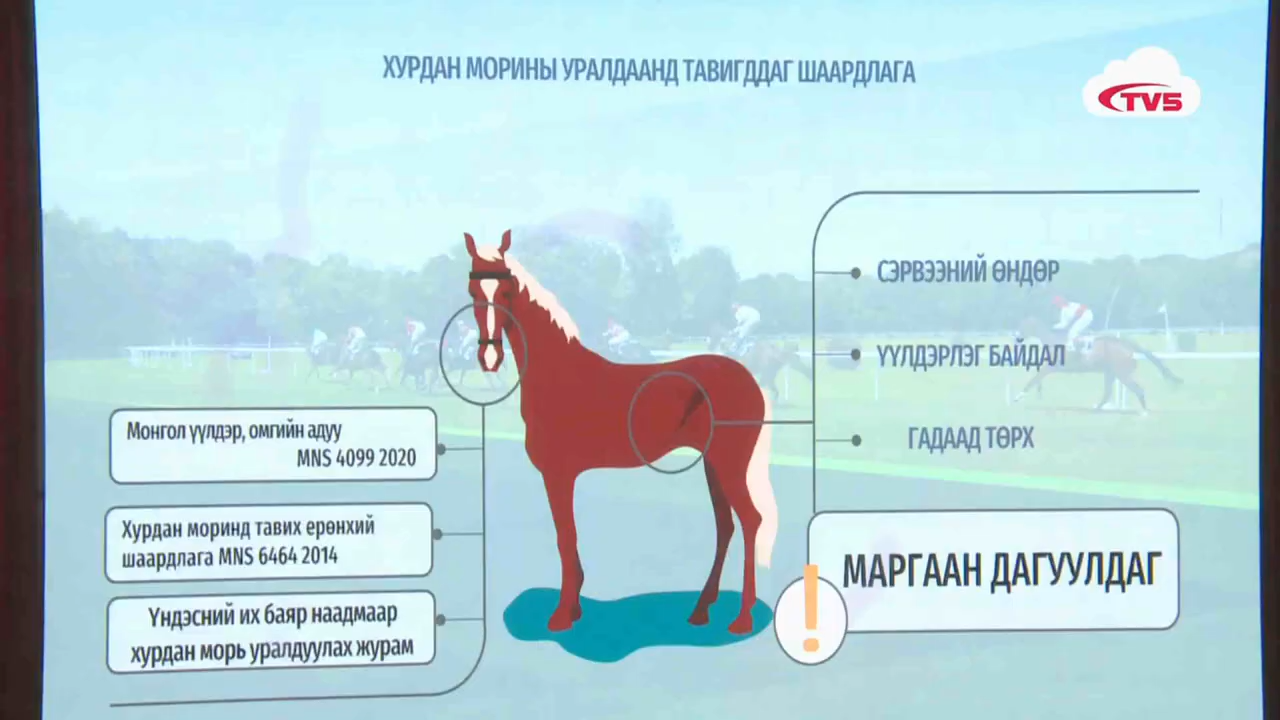 ХУРДАН МОРИНЫ УРАЛДААНД ТАВИГДДАГ ШААРДЛАГА
TV5
Монгол үүлдэр, омгийн адуу
MNS 4099 2020
Хурдан моринд тавих ерөнхий
шаардлага MNS 6464 2014
Үндэсний их баяр наадмаар
хурдан морь уралдуулах журам
СЭРВЭЭНИЙ ӨНДӨР
ҮҮЛДЭРЛЭГ БАЙДАЛ
ГАДААД ТӨРХ
!
МАРГААН ДАГУУЛДАГ